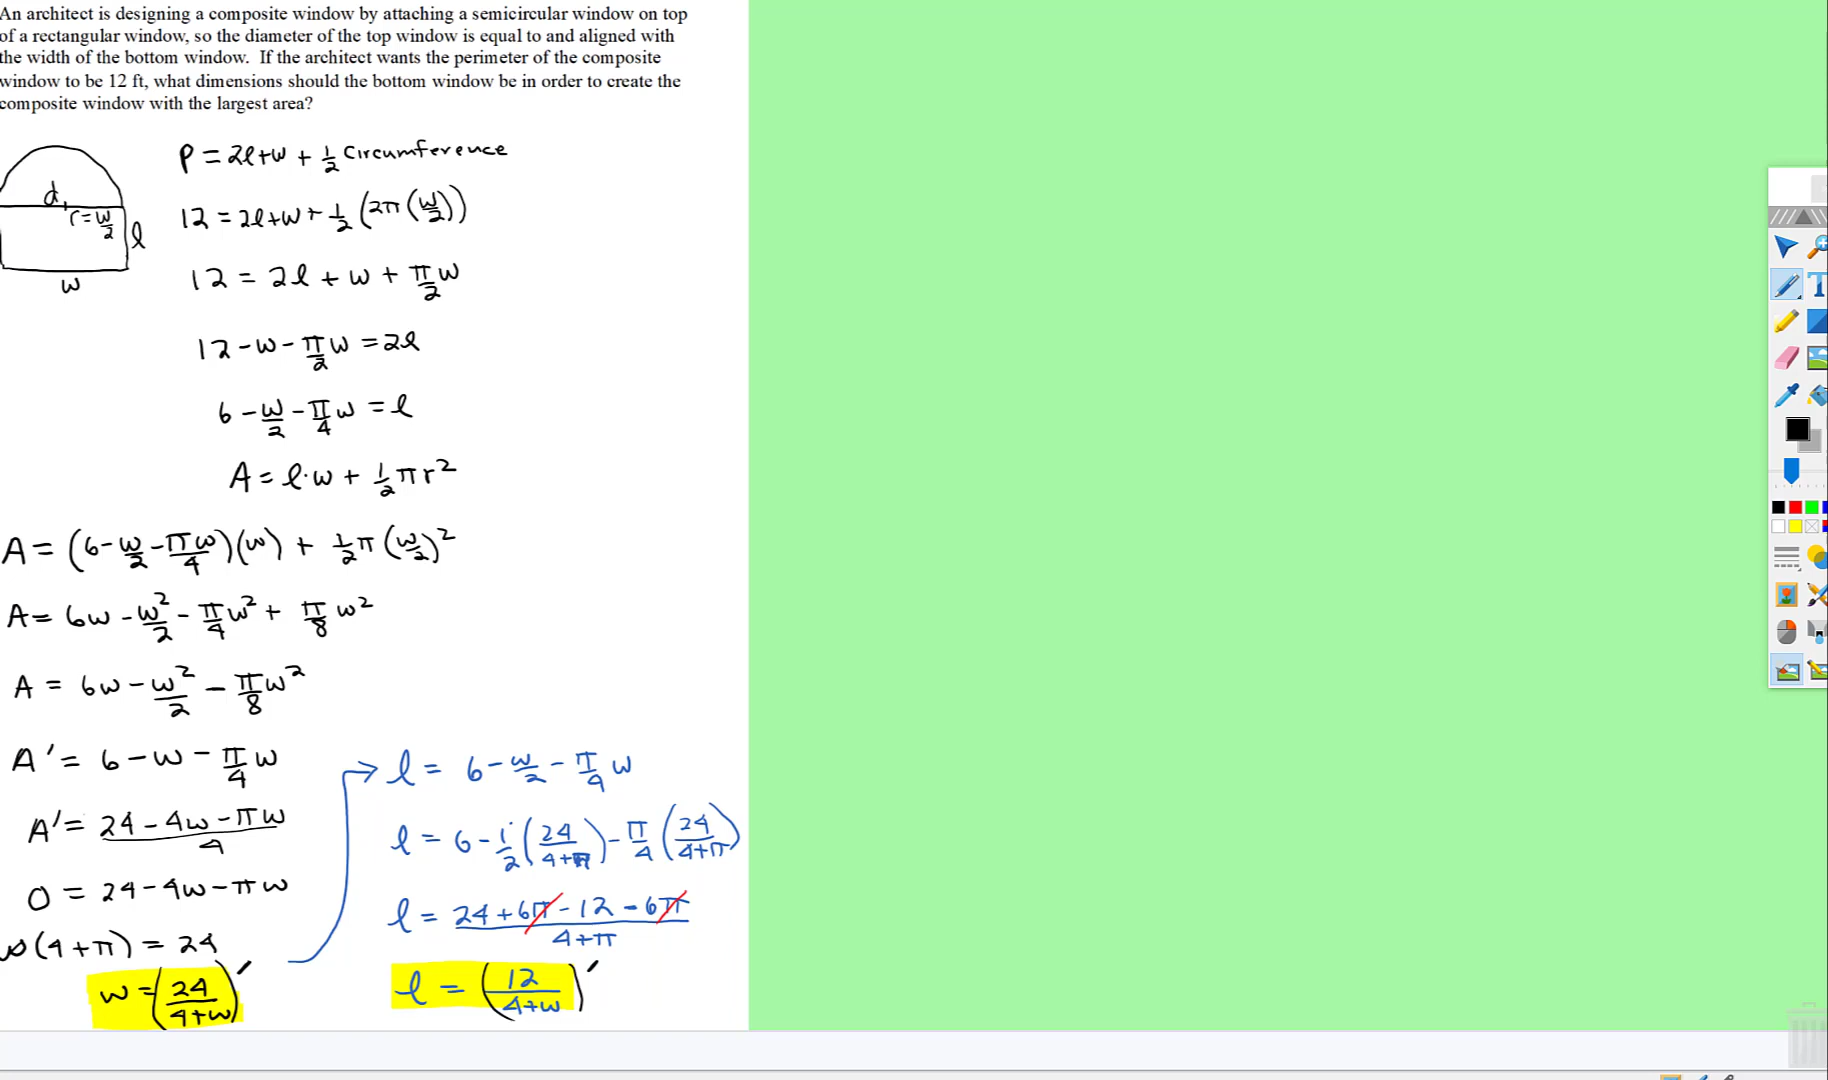 An architect is designing a composite window by attaching a semicircular window on top
of a rectangular window, so the diameter of the top window is equal to and aligned with
the width of the bottom window. If the architect wants the perimeter of the composite
window to be 12 ft, what dimensions should the bottom window be in order to create the
composite window with the largest area?
P = 2l+w + 1/2 Circumference
d
r = w/2
l
w
12 = 2l+w + 1/2 (2π (w/2))
12 = 2l + w + π/2 w
12 - w - π/2 w = 2l
6 - w/2 - π/4 w = l
A = l·w + 1/2 πr²
A = (6 - w/2 - πw/4)(w) + 1/2 π (w/2)²
A = 6w - w²/2 - π/4 w² + π/8 w²
A = 6w - w²/2 - π/8 w²
A' = 6 - w - π/4 w
A' = (24 - 4w - πw)/4
0 = 24 - 4w - πw
w(4+π) = 24
w = (24/(4+w))'
l = 6 - w/2 - π/4 w
l = 6 - 1/2 (24/(4+π)) - π/4 (24/(4+π))
l = (24 + 6π - 12 - 6π)/(4+π)
l = (12/(4+w))'
T